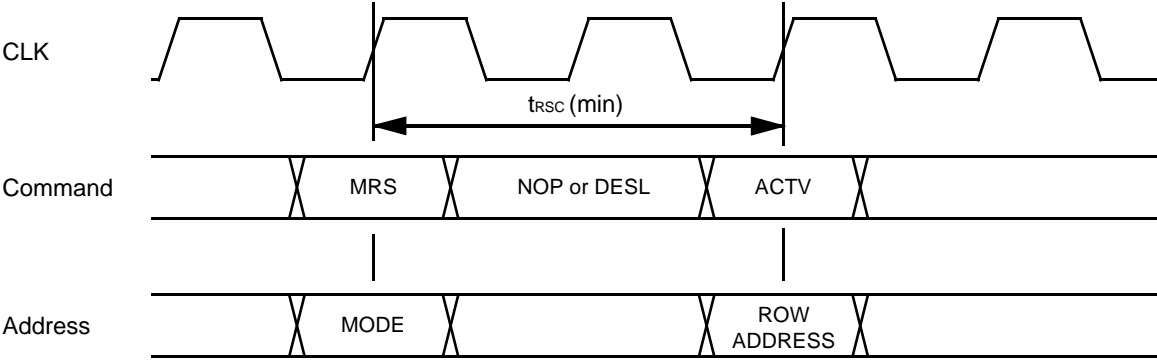 CLK
tRSC (min)
Command
MRS
NOP or DESL
ACTV
Address
MODE
ROW
ADDRESS